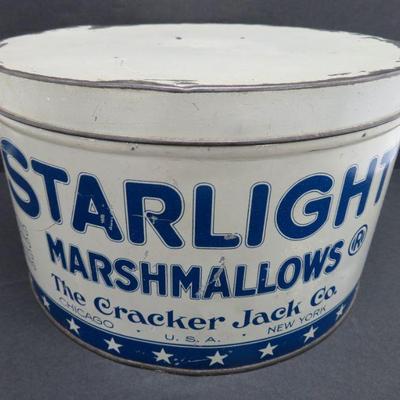 STARLIGHT
MARSHMALLOWS ®
The Cracker Jack Co.
CHICAGO · U. S. A. · NEW YORK